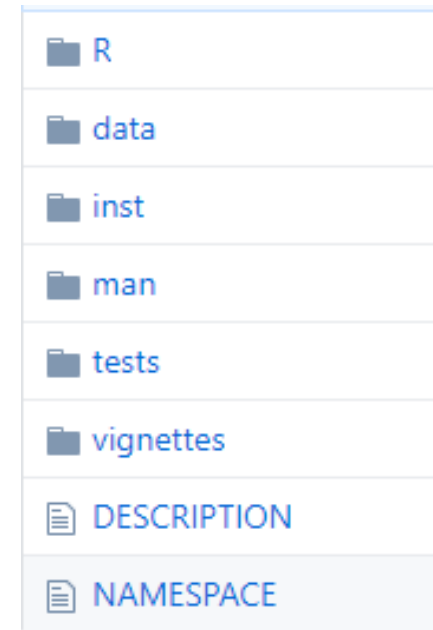 R
data
inst
man
tests
vignettes
DESCRIPTION
NAMESPACE